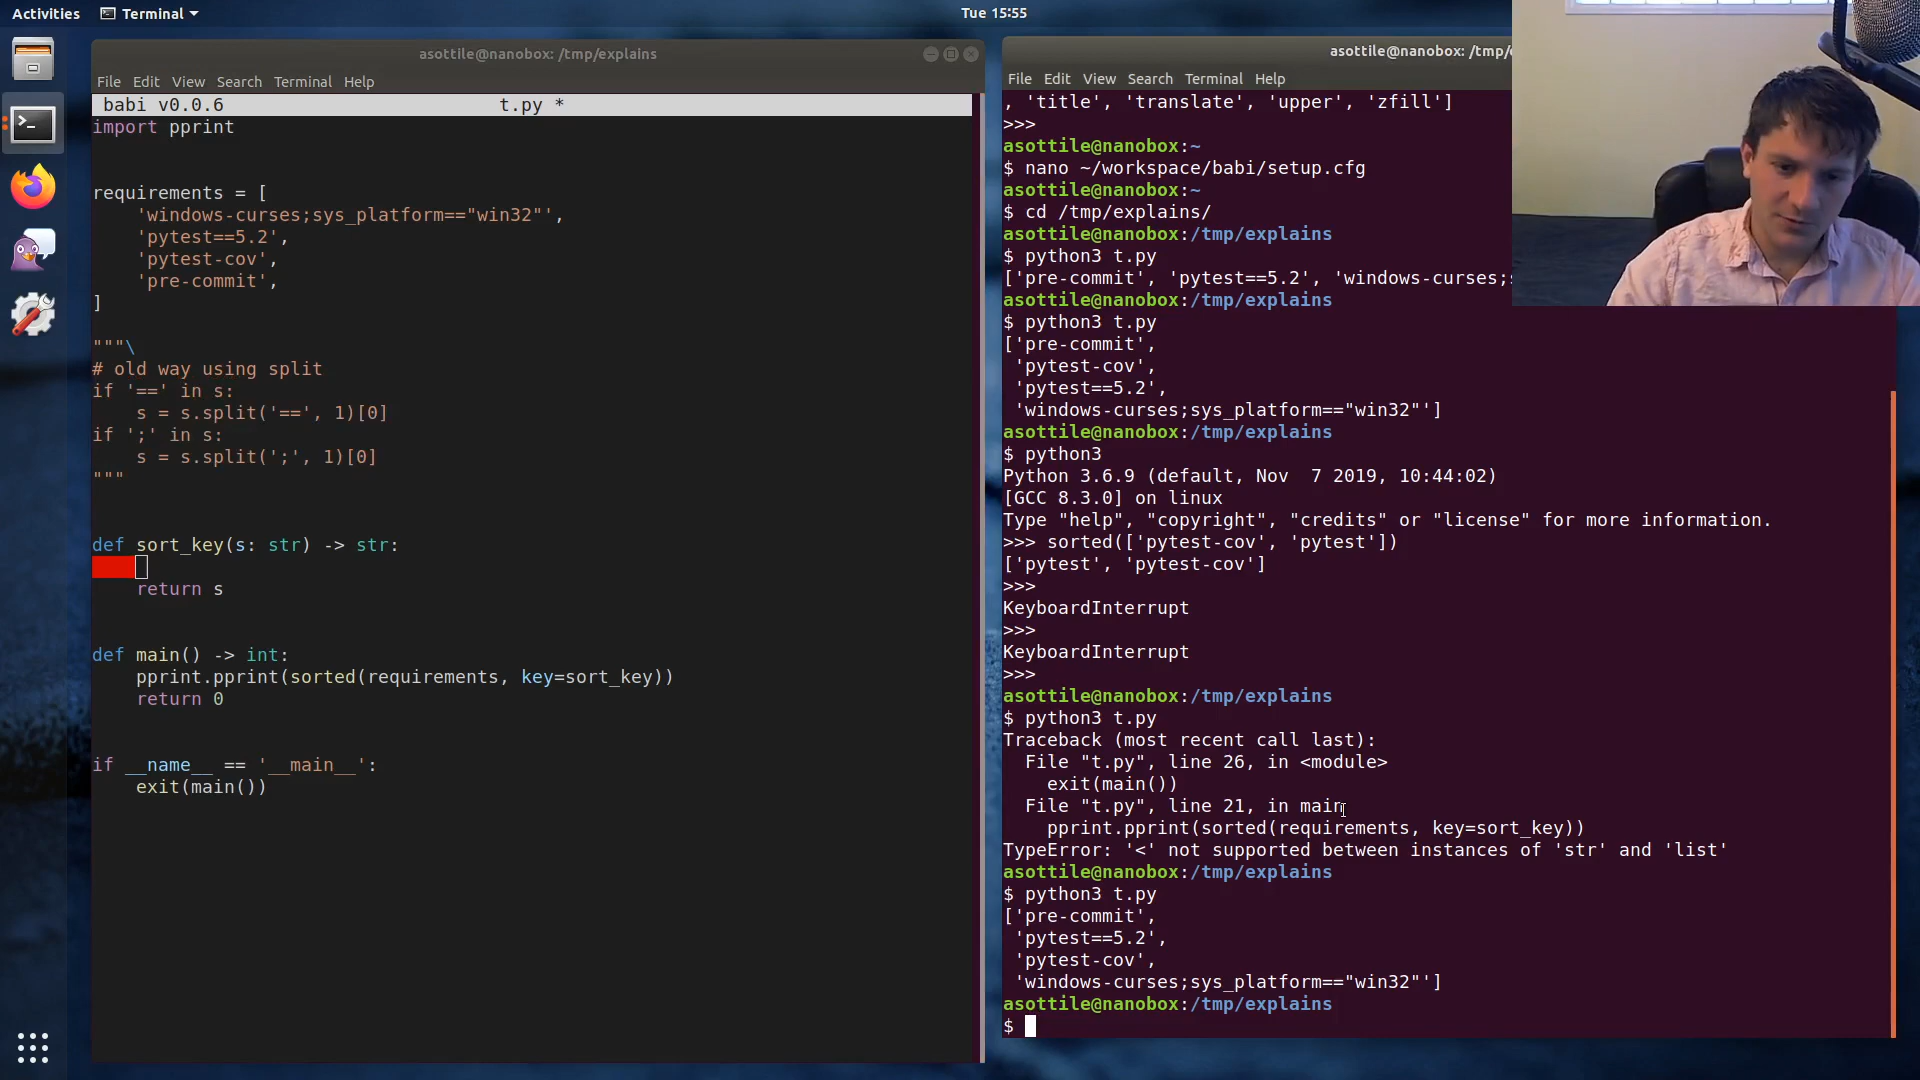 Activities Terminal Tue 15:55
asottile@nanobox: /tmp/explains
File Edit View Search Terminal Help
babi v0.0.6 t.py *
import pprint
requirements = [
    'windows-curses;sys_platform=="win32"',
    'pytest==5.2',
    'pytest-cov',
    'pre-commit',
]
"""\
# old way using split
if '==' in s:
    s = s.split('==', 1)[0]
if ';' in s:
    s = s.split(';', 1)[0]
"""
def sort_key(s: str) -> str:
    return s
def main() -> int:
    pprint.pprint(sorted(requirements, key=sort_key))
    return 0
if __name__ == '__main__':
    exit(main())
asottile@nanobox: /tmp/
File Edit View Search Terminal Help
, 'title', 'translate', 'upper', 'zfill']
>>>
asottile@nanobox:~
$ nano ~/workspace/babi/setup.cfg
asottile@nanobox:~
$ cd /tmp/explains/
asottile@nanobox:/tmp/explains
$ python3 t.py
['pre-commit', 'pytest==5.2', 'windows-curses;
asottile@nanobox:/tmp/explains
$ python3 t.py
['pre-commit',
 'pytest-cov',
 'pytest==5.2',
 'windows-curses;sys_platform=="win32"']
asottile@nanobox:/tmp/explains
$ python3
Python 3.6.9 (default, Nov  7 2019, 10:44:02)
[GCC 8.3.0] on linux
Type "help", "copyright", "credits" or "license" for more information.
>>> sorted(['pytest-cov', 'pytest'])
['pytest', 'pytest-cov']
>>>
KeyboardInterrupt
>>>
KeyboardInterrupt
>>>
asottile@nanobox:/tmp/explains
$ python3 t.py
Traceback (most recent call last):
  File "t.py", line 26, in <module>
    exit(main())
  File "t.py", line 21, in main
    pprint.pprint(sorted(requirements, key=sort_key))
TypeError: '<' not supported between instances of 'str' and 'list'
asottile@nanobox:/tmp/explains
$ python3 t.py
['pre-commit',
 'pytest==5.2',
 'pytest-cov',
 'windows-curses;sys_platform=="win32"']
asottile@nanobox:/tmp/explains
$